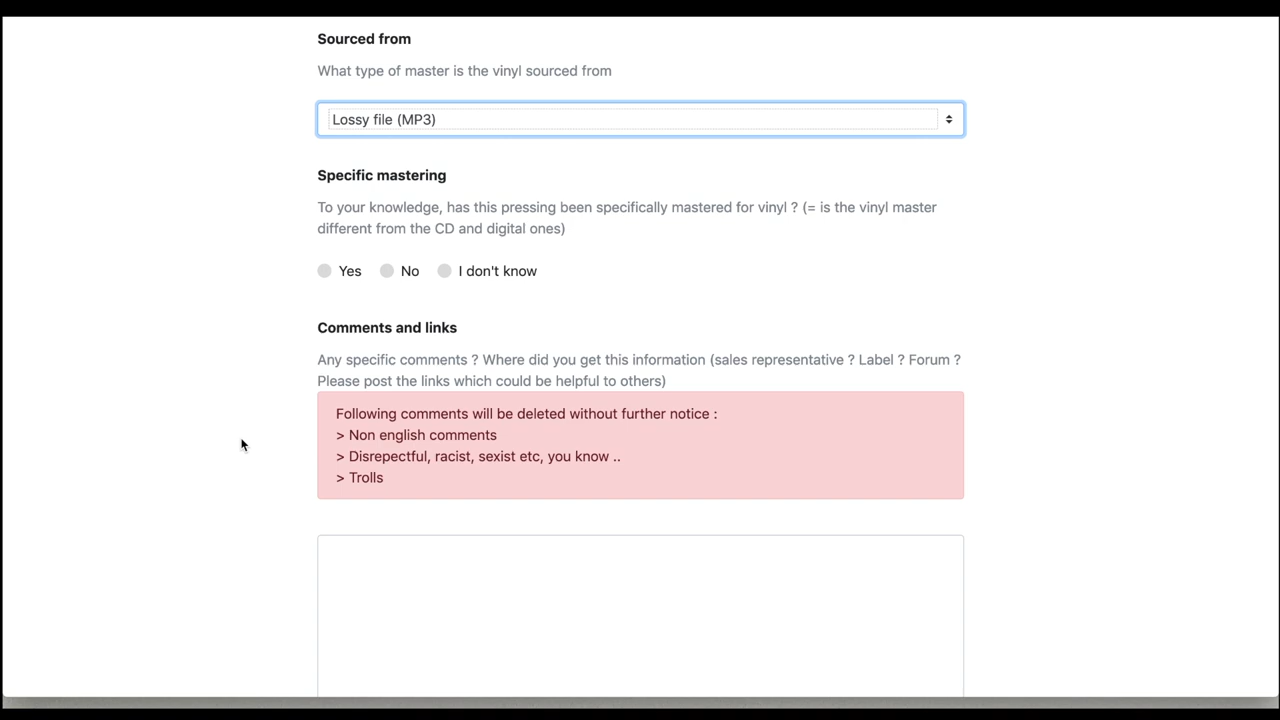 Sourced from
What type of master is the vinyl sourced from
Lossy file (MP3)
Specific mastering
To your knowledge, has this pressing been specifically mastered for vinyl ? (= is the vinyl master
different from the CD and digital ones)
Yes No I don't know
Comments and links
Any specific comments ? Where did you get this information (sales representative ? Label ? Forum ?
Please post the links which could be helpful to others)
Following comments will be deleted without further notice :
> Non english comments
> Disrepectful, racist, sexist etc, you know ..
> Trolls